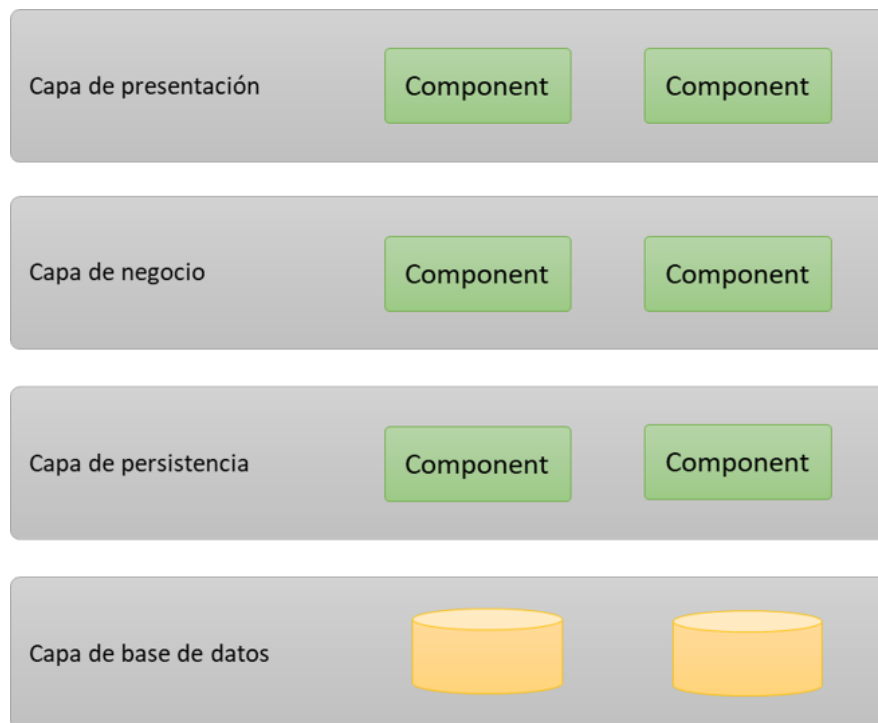 Capa de presentación
Component
Component
Capa de negocio
Component
Component
Capa de persistencia
Component
Component
Capa de base de datos